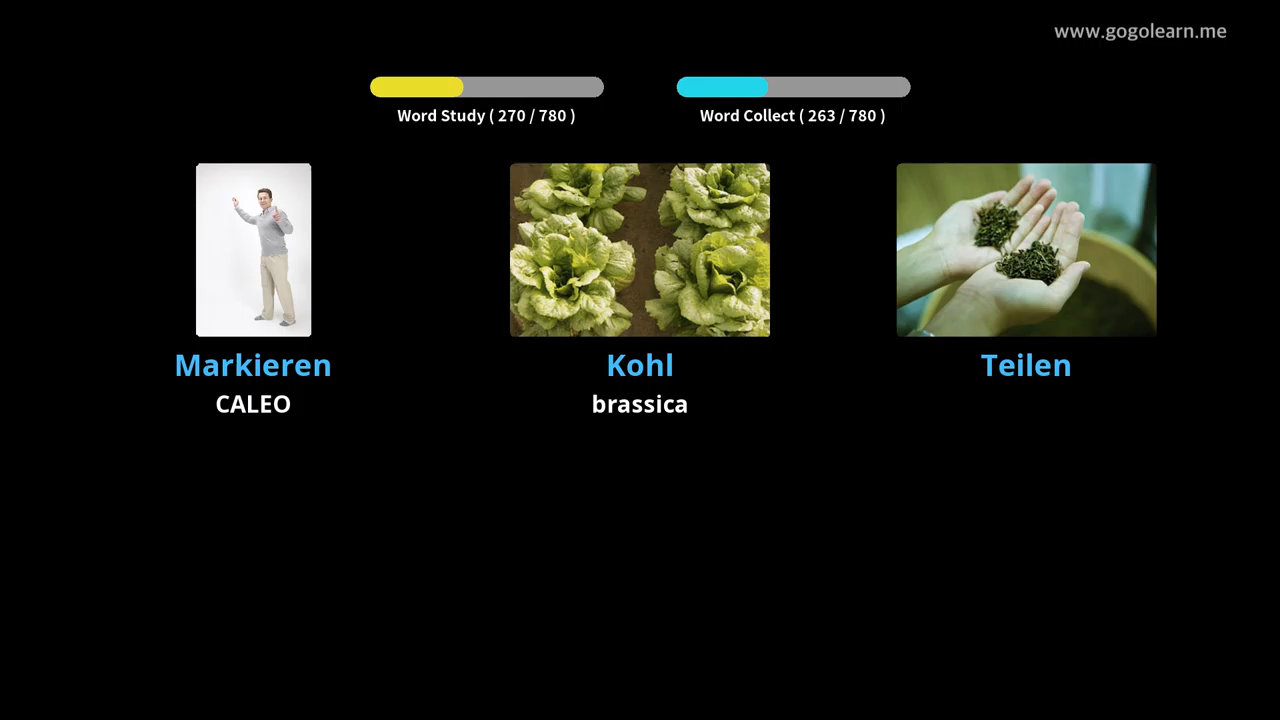 www.gogolearn.me
Word Study ( 270 / 780 )
Word Collect ( 263 / 780 )
Markieren
CALEO
Kohl
brassica
Teilen